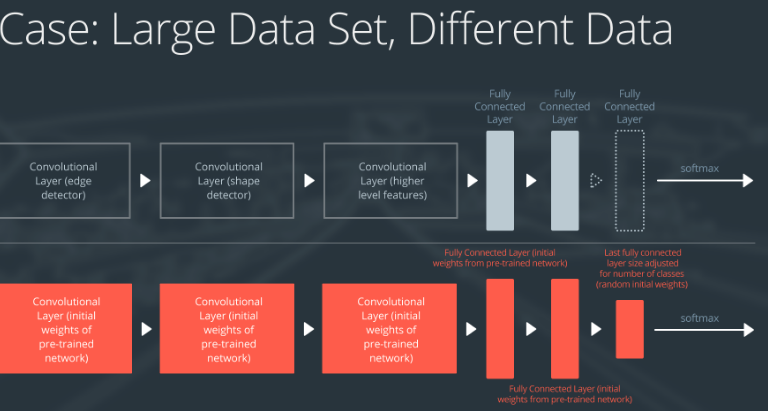 Case: Large Data Set, Different Data
Fully
Connected
Layer
Fully
Connected
Layer
Fully
Connected
Layer
Convolutional
Layer (edge
detector)
Convolutional
Layer (shape
detector)
Convolutional
Layer (higher
level features)
softmax
Fully Connected Layer (initial
weights from pre-trained network)
Last fully connected
layer size adjusted
for number of classes
(random initial weights)
Convolutional
Layer (initial
weights of
pre-trained
network)
Convolutional
Layer (initial
weights of
pre-trained
network)
Convolutional
Layer (initial
weights of
pre-trained
network)
softmax
Fully Connected Layer (initial
weights from pre-trained network)